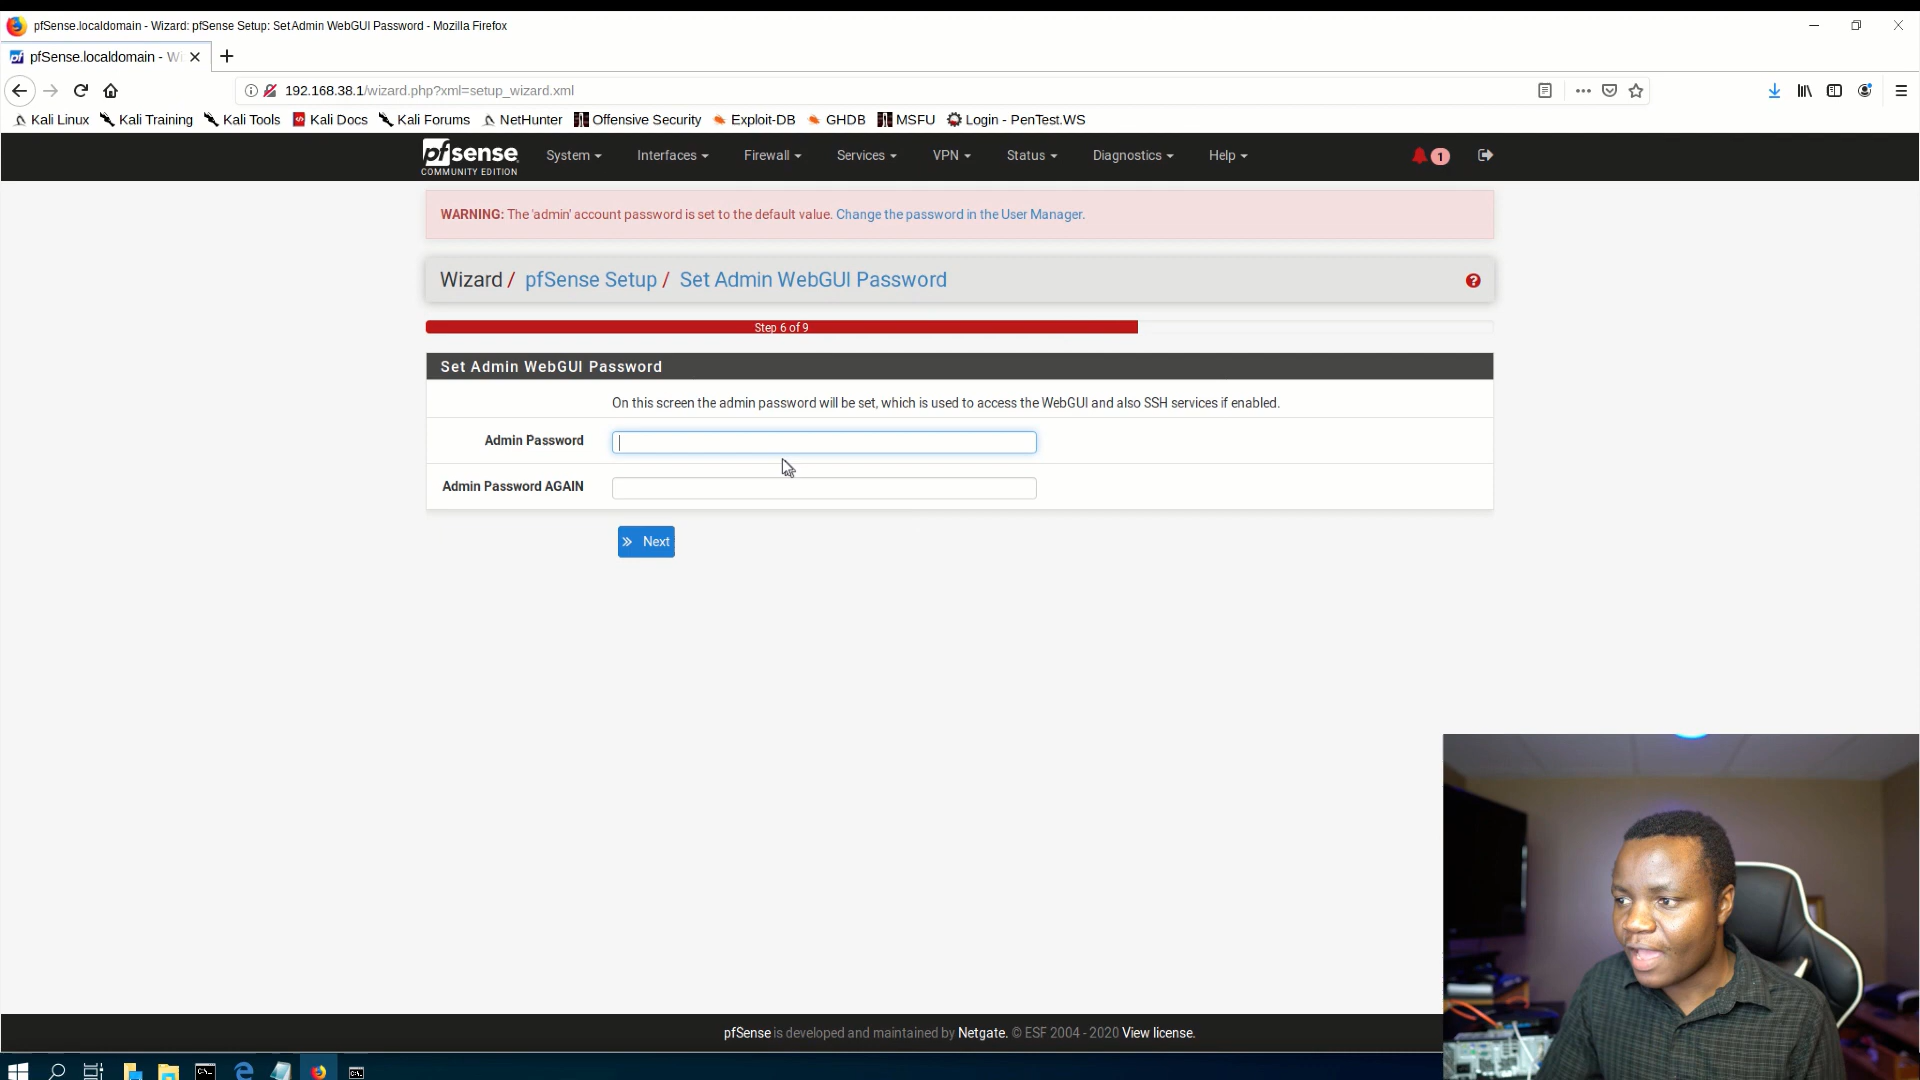 pfSense.localdomain - Wizard: pfSense Setup: Set Admin WebGUI Password - Mozilla Firefox
pfSense.localdomain - Wi
192.168.38.1/wizard.php?xml=setup_wizard.xml
Kali Linux Kali Training Kali Tools Kali Docs Kali Forums NetHunter Offensive Security Exploit-DB GHDB MSFU Login - PenTest.WS
pfsense System Interfaces Firewall Services VPN Status Diagnostics Help 1
COMMUNITY EDITION
WARNING: The 'admin' account password is set to the default value. Change the password in the User Manager.
Wizard / pfSense Setup / Set Admin WebGUI Password
Step 6 of 9
Set Admin WebGUI Password
On this screen the admin password will be set, which is used to access the WebGUI and also SSH services if enabled.
Admin Password
Admin Password AGAIN
Next
pfSense is developed and maintained by Netgate. © ESF 2004 - 2020 View license.